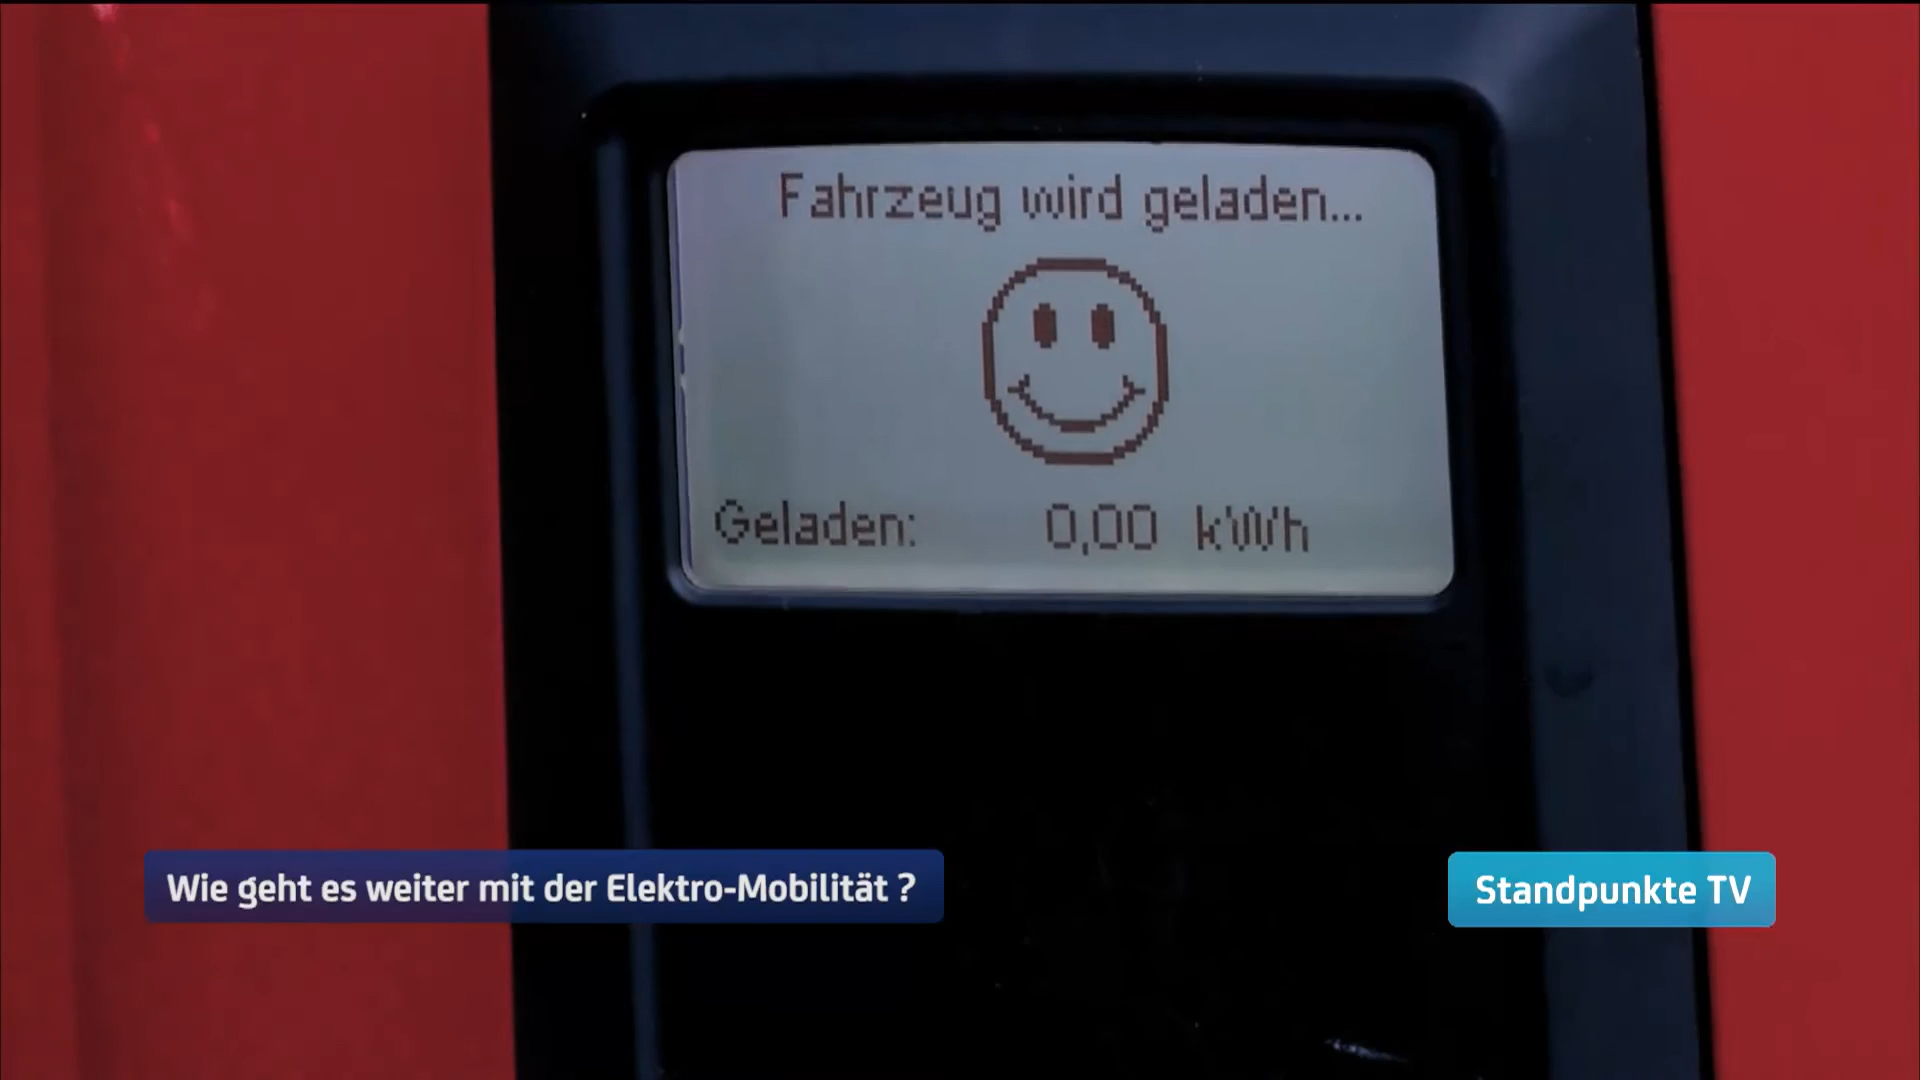 Fahrzeug wird geladen...
Geladen: 0,00 kWh
Wie geht es weiter mit der Elektro-Mobilität ?
Standpunkte TV